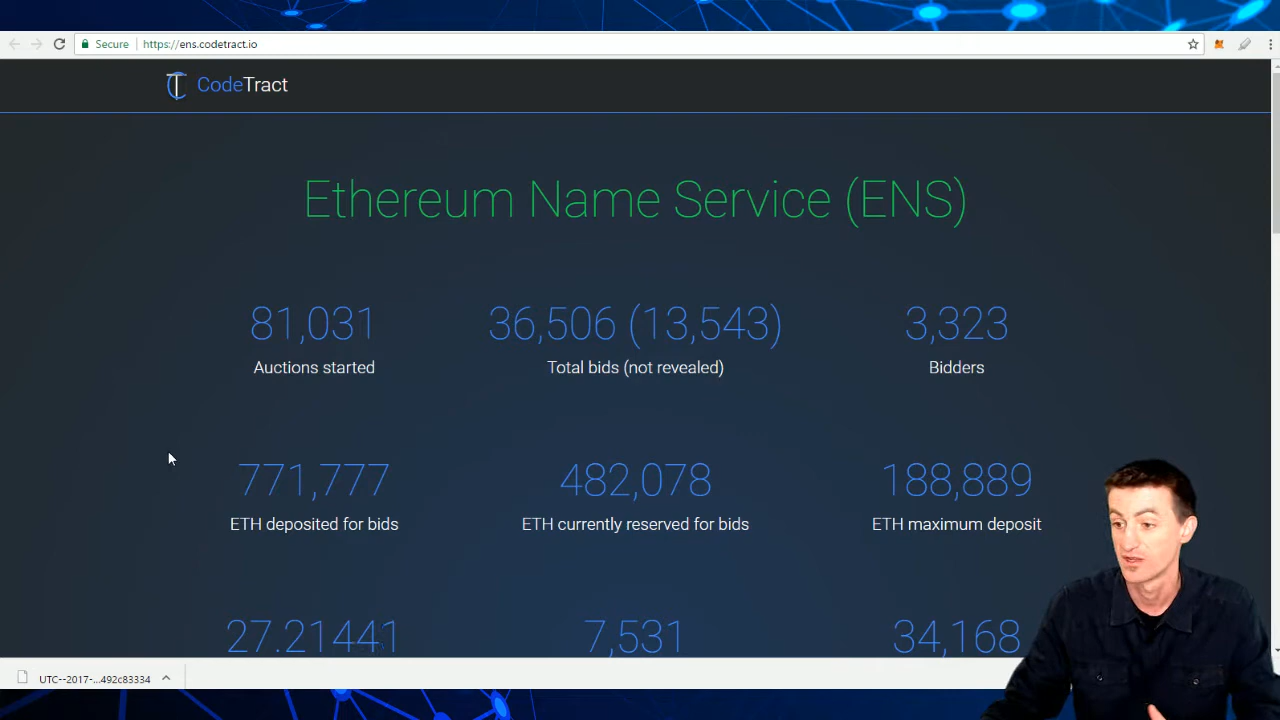 Secure
https://ens.codetract.io
CodeTract
Ethereum Name Service (ENS)
81,031
36,506 (13,543)
3,323
Auctions started
Total bids (not revealed)
Bidders
771,777
482,078
188,889
ETH deposited for bids
ETH currently reserved for bids
ETH maximum deposit
27.21441
7,531
34,168
UTC--2017-...492c83334